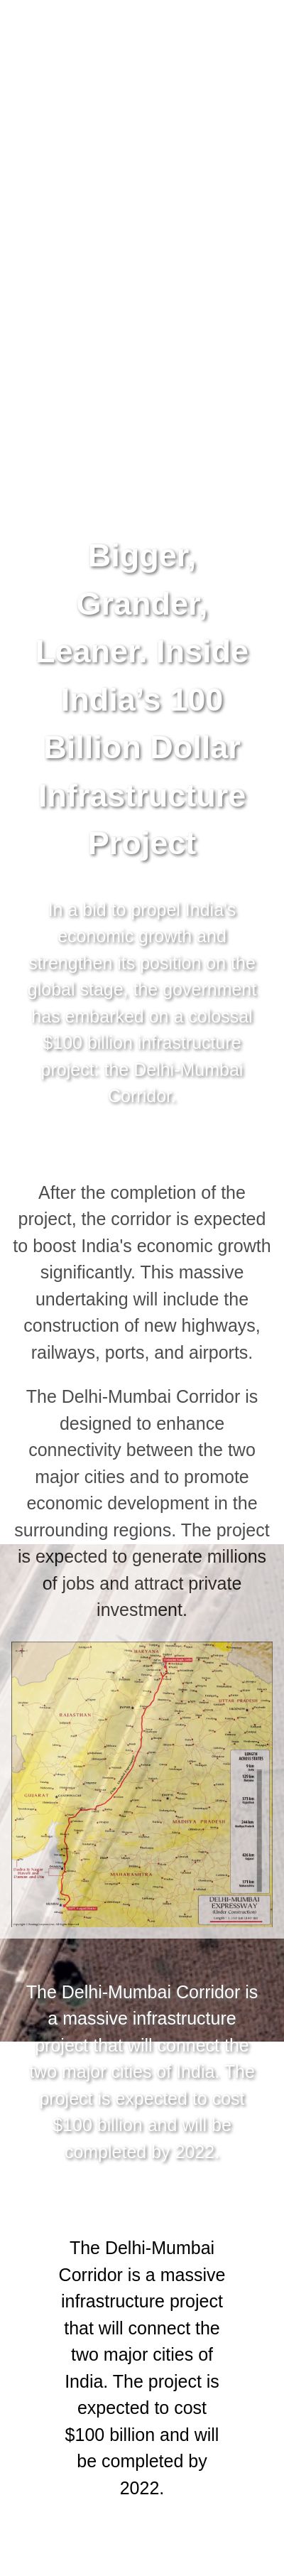 Bigger,
Grander,
Leaner. Inside
India's 100
Billion Dollar
Infrastructure
Project
In a bid to propel India's
economic growth and
strengthen its position on the
global stage, the government
has embarked on a colossal
$100 billion infrastructure
project: the Delhi-Mumbai
Corridor.
After the completion of the
project, the corridor is expected
to boost India's economic growth
significantly. This massive
undertaking will include the
construction of new highways,
railways, ports, and airports.
The Delhi-Mumbai Corridor is
designed to enhance
connectivity between the two
major cities and to promote
economic development in the
surrounding regions. The project
is expected to generate millions
of jobs and attract private
investment.
HARYANA
UTTAR PRADESH
RAJASTHAN
GUJARAT
MADHYA PRADESH
MAHARASHTRA
DELHI-MUMBAI
EXPRESSWAY
(Under Construction)
The Delhi-Mumbai Corridor is
a massive infrastructure
project that will connect the
two major cities of India. The
project is expected to cost
$100 billion and will be
completed by 2022.
The Delhi-Mumbai
Corridor is a massive
infrastructure project
that will connect the
two major cities of
India. The project is
expected to cost
$100 billion and will
be completed by
2022.